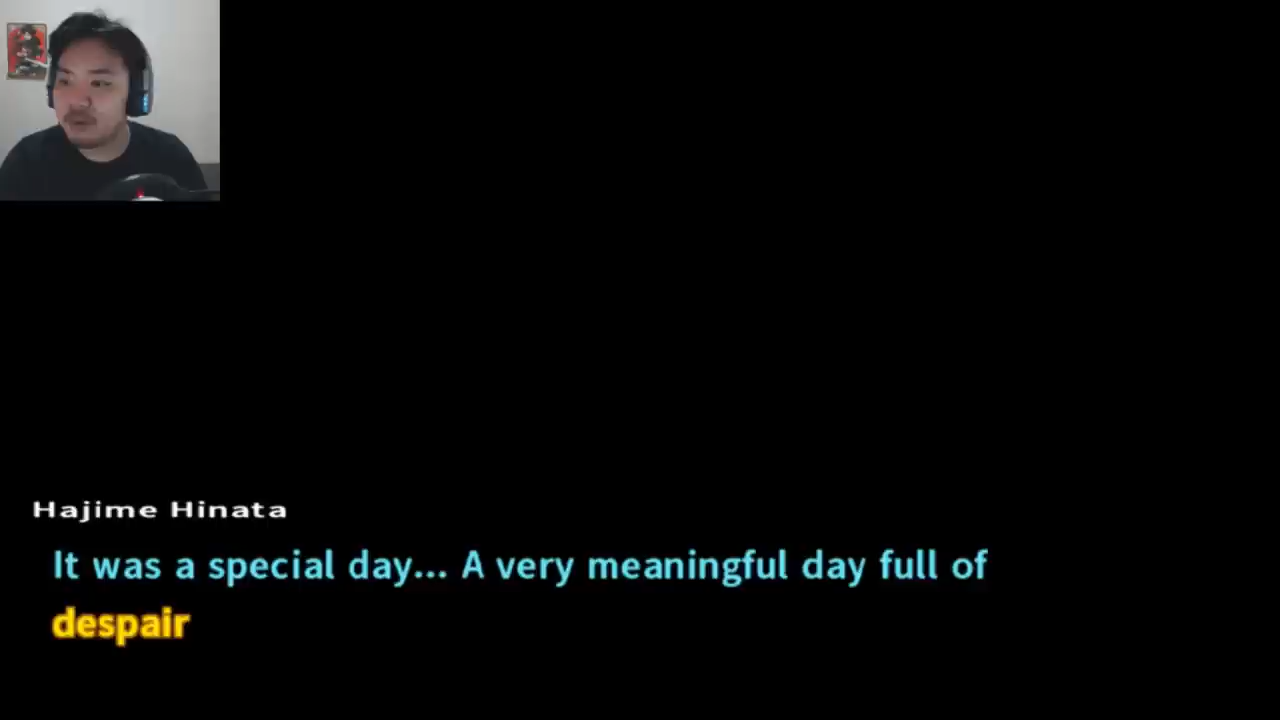 Hajime Hinata
It was a special day... A very meaningful day full of
despair